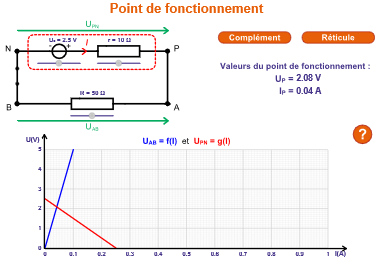 Point de fonctionnement
UPN
U₀ = 2.5 V
I
r = 10 Ω
N
P
R = 50 Ω
B
A
UAB
Complément
Réticule
Valeurs du point de fonctionnement :
UP = 2.08 V
IP = 0.04 A
?
U(V)
UAB = f(I) et UPN = g(I)
5
4
3
2
1
0
0 0.1 0.2 0.3 0.4 0.5 0.6 0.7 0.8 0.9 1 I(A)